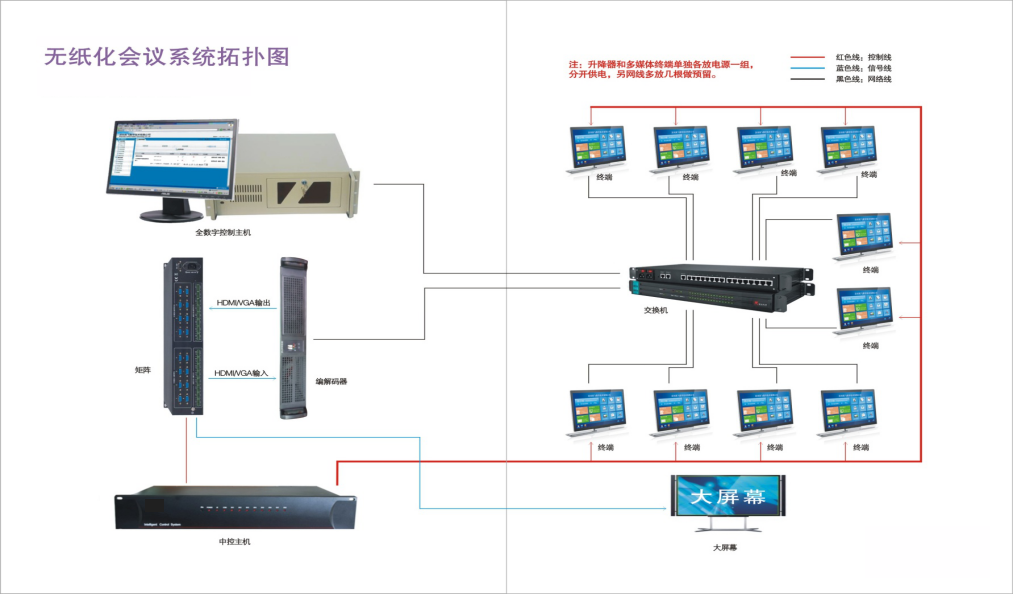 无纸化会议系统拓扑图
注：升降器和多媒体终端单独各放电源一组，
分开供电，另网线多放几根做预留。
红色线：控制线
蓝色线：信号线
黑色线：网络线
终端
终端
终端
终端
全数字控制主机
终端
HDMI/VGA输出
交换机
终端
矩阵
HDMI/VGA输入
编解码器
终端
终端
终端
终端
大屏幕
Intelligent Control System
中控主机
大屏幕